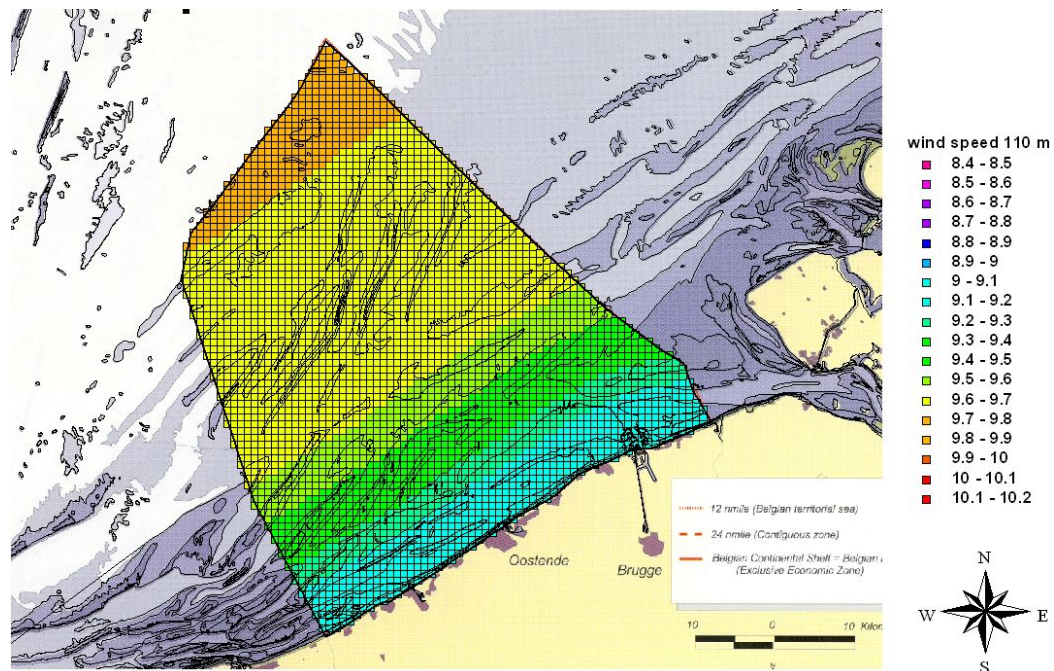 wind speed 110 m
8.4 - 8.5
8.5 - 8.6
8.6 - 8.7
8.7 - 8.8
8.8 - 8.9
8.9 - 9
9 - 9.1
9.1 - 9.2
9.2 - 9.3
9.3 - 9.4
9.4 - 9.5
9.5 - 9.6
9.6 - 9.7
9.7 - 9.8
9.8 - 9.9
9.9 - 10
10 - 10.1
10.1 - 10.2
12 nmile (Belgian territorial sea)
24 nmile (Contiguous zone)
Belgian Continental Shelf = Belgian
(Exclusive Economic Zone)
Oostende
Brugge
10 0 10 Kilo
N
W E
S